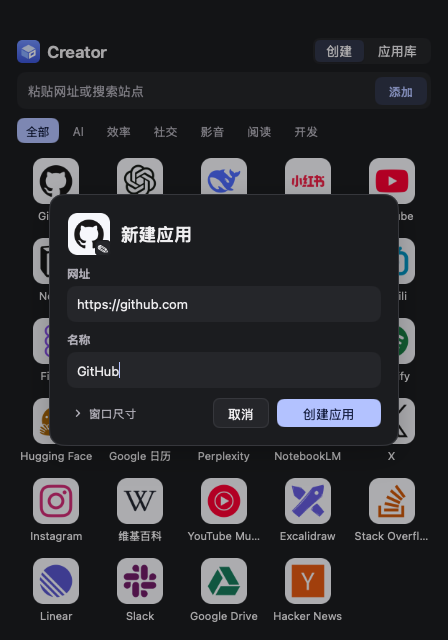 Creator
创建
应用库
粘贴网址或搜索站点
添加
全部
AI
效率
社交
影音
阅读
开发
小红书
新建应用
网址
https://github.com
名称
GitHub
窗口尺寸
取消
创建应用
Hugging Face
Google 日历
Perplexity
NotebookLM
X
W
Instagram
维基百科
YouTube Mu...
Excalidraw
Stack Overfl...
Y
Linear
Slack
Google Drive
Hacker News